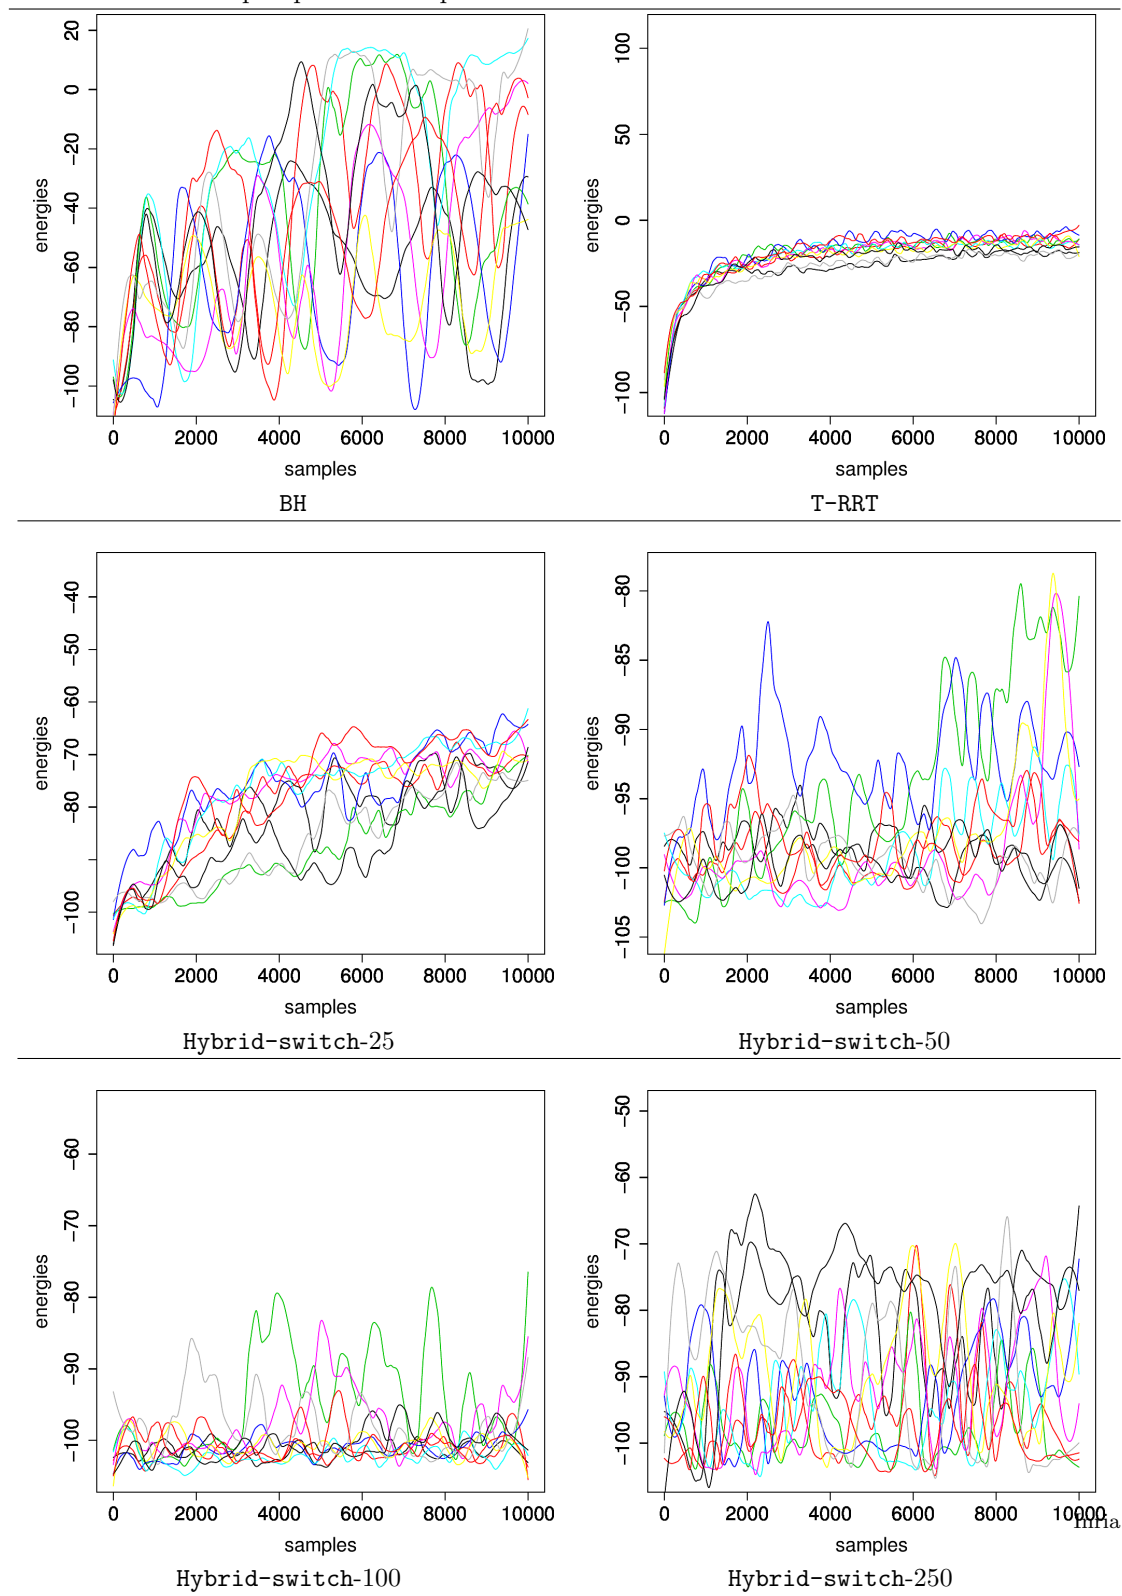 20
0
−20
−40
−60
−80
−100
energies
0 2000 4000 6000 8000 10000
samples
BH
100
50
0
−50
−100
energies
0 2000 4000 6000 8000 10000
samples
T-RRT
−40
−50
−60
−70
−80
−100
energies
0 2000 4000 6000 8000 10000
samples
Hybrid-switch-25
−80
−85
−90
−95
−100
−105
energies
0 2000 4000 6000 8000 10000
samples
Hybrid-switch-50
−60
−70
−80
−90
−100
energies
0 2000 4000 6000 8000 10000
samples
Hybrid-switch-100
−50
−60
−70
−80
−90
−100
energies
0 2000 4000 6000 8000 10000
samples
Hybrid-switch-250
Inria